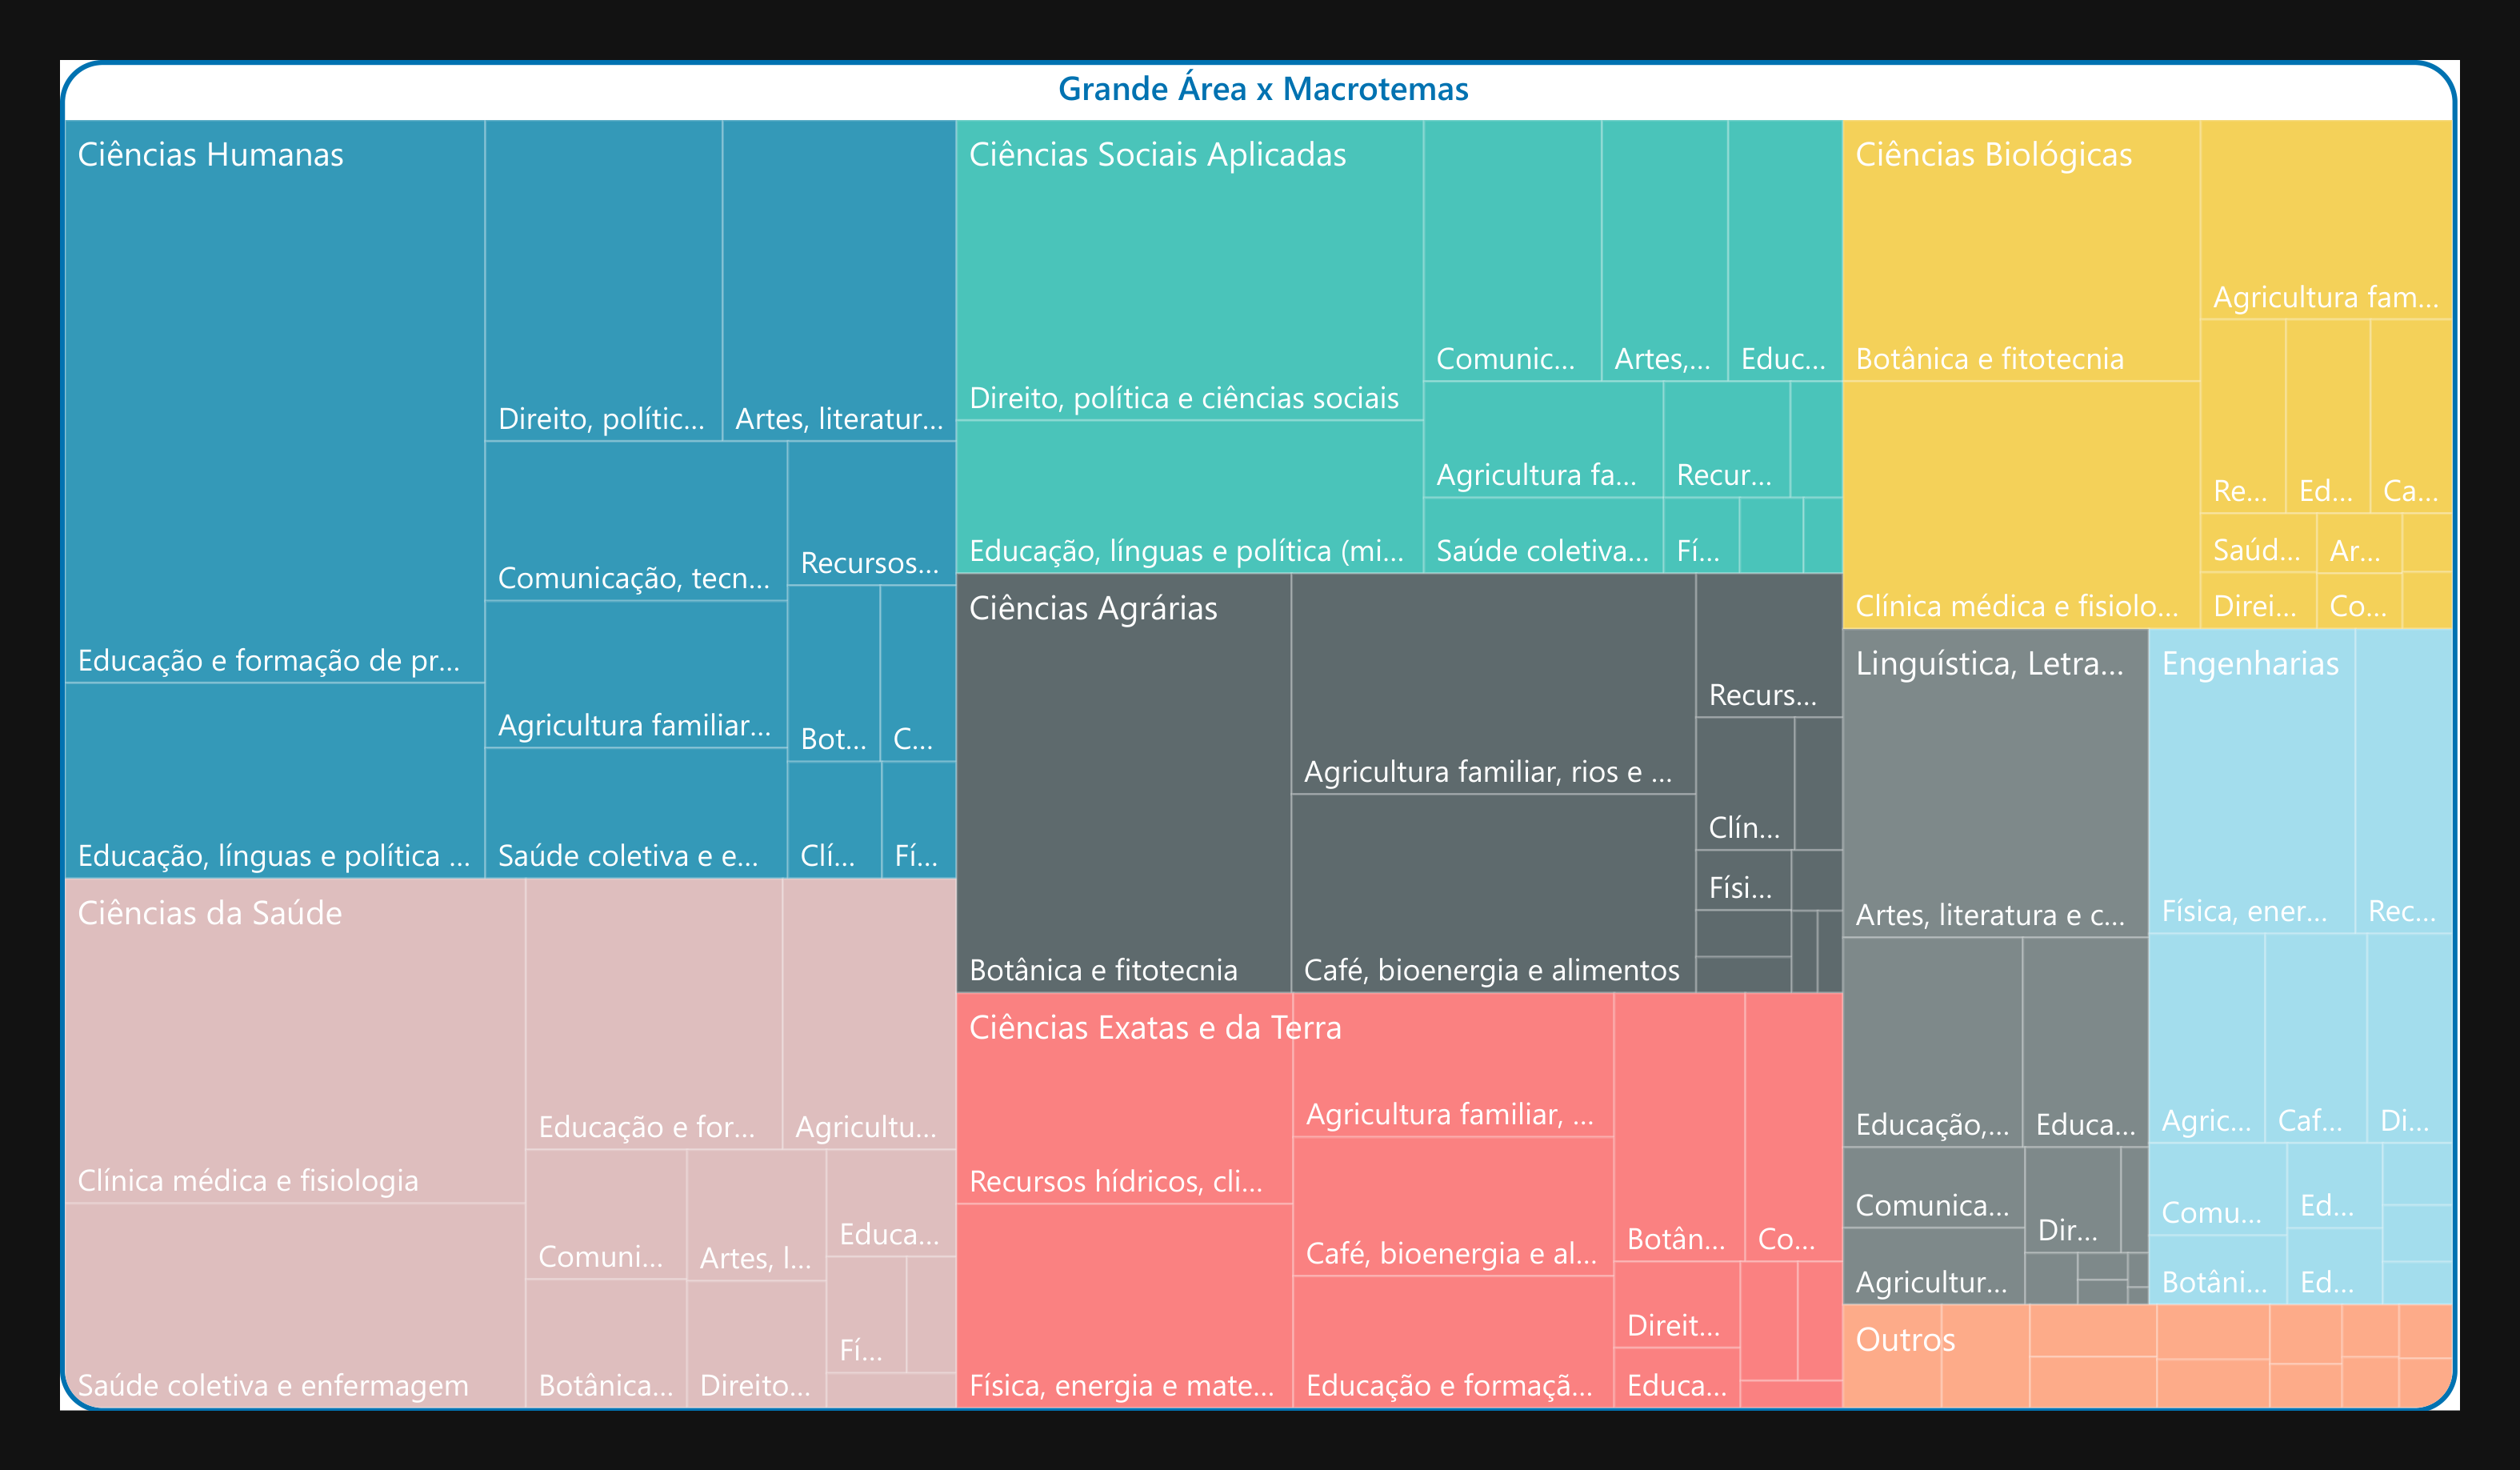 Grande Área x Macrotemas
Ciências Humanas
Educação e formação de pr...
Educação, línguas e política ...
Direito, polític...
Artes, literatur...
Comunicação, tecn...
Agricultura familiar...
Saúde coletiva e e...
Recursos...
Bot...
C...
Clí...
Fí...
Ciências da Saúde
Clínica médica e fisiologia
Saúde coletiva e enfermagem
Educação e for...
Agricultu...
Comuni...
Botânica...
Artes, l...
Direito...
Educa...
Fí...
Ciências Sociais Aplicadas
Direito, política e ciências sociais
Educação, línguas e política (mi...
Comunic...
Artes,...
Educ...
Agricultura fa...
Saúde coletiva...
Recur...
Fí...
Ciências Agrárias
Botânica e fitotecnia
Agricultura familiar, rios e ...
Café, bioenergia e alimentos
Recurs...
Clín...
Físi...
Ciências Exatas e da Terra
Recursos hídricos, cli...
Física, energia e mate...
Agricultura familiar, ...
Café, bioenergia e al...
Educação e formaçã...
Botân...
Co...
Direit...
Educa...
Ciências Biológicas
Botânica e fitotecnia
Clínica médica e fisiolo...
Agricultura fam...
Re...
Ed...
Ca...
Saúd...
Direi...
Ar...
Co...
Linguística, Letra...
Artes, literatura e c...
Educação,...
Educa...
Comunica...
Agricultur...
Dir...
Engenharias
Física, ener...
Rec...
Agric...
Caf...
Di...
Comu...
Botâni...
Ed...
Ed...
Outros